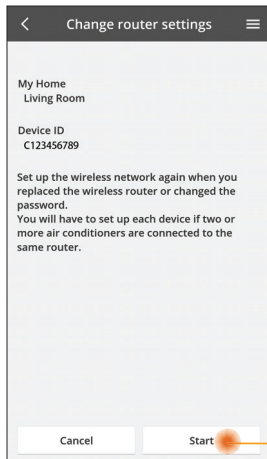 Change router settings
My Home
Living Room
Device ID
C123456789
Set up the wireless network again when you
replaced the wireless router or changed the
password.
You will have to set up each device if two or
more air conditioners are connected to the
same router.
Cancel
Start